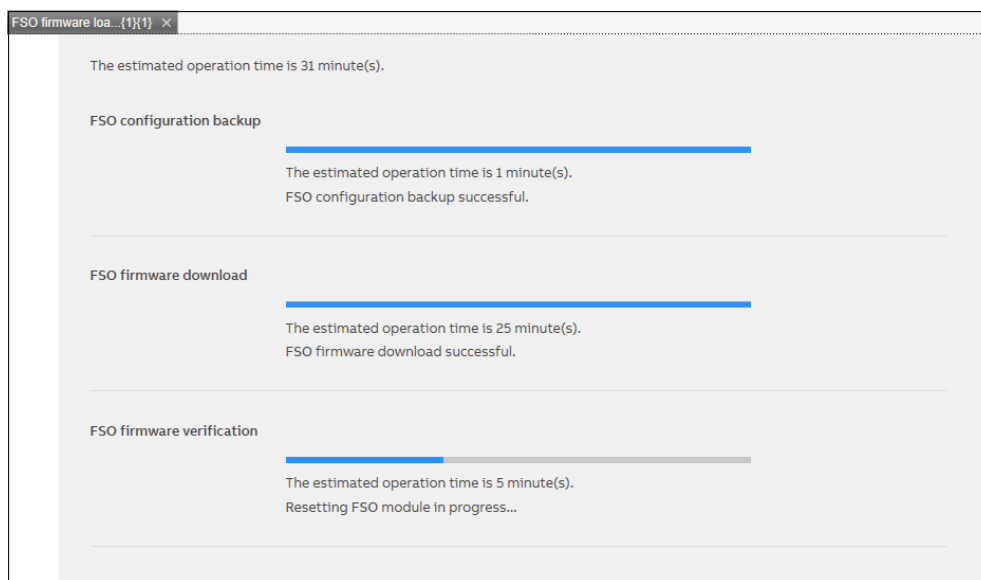 FSO firmware loa...{1}{1} ×
The estimated operation time is 31 minute(s).
FSO configuration backup
The estimated operation time is 1 minute(s).
FSO configuration backup successful.
FSO firmware download
The estimated operation time is 25 minute(s).
FSO firmware download successful.
FSO firmware verification
The estimated operation time is 5 minute(s).
Resetting FSO module in progress...